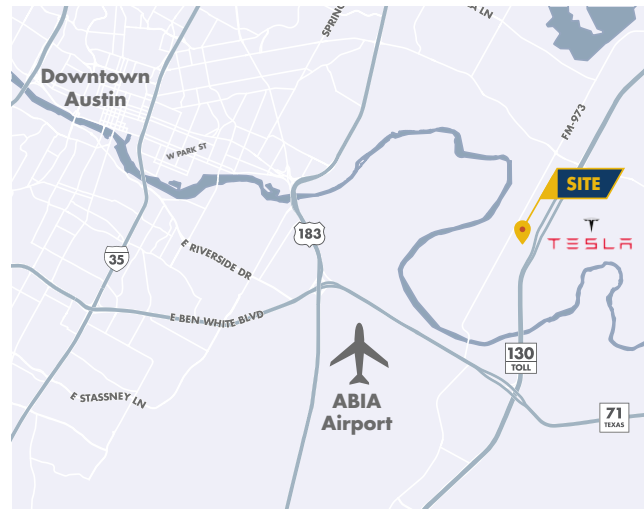 SPRING
A LN
Downtown
Austin
FM-973
W PARK ST
SITE
TESLA
183
E RIVERSIDE DR
35
E BEN WHITE BLVD
130
TOLL
ABIA
Airport
E STASSNEY LN
71
TEXAS